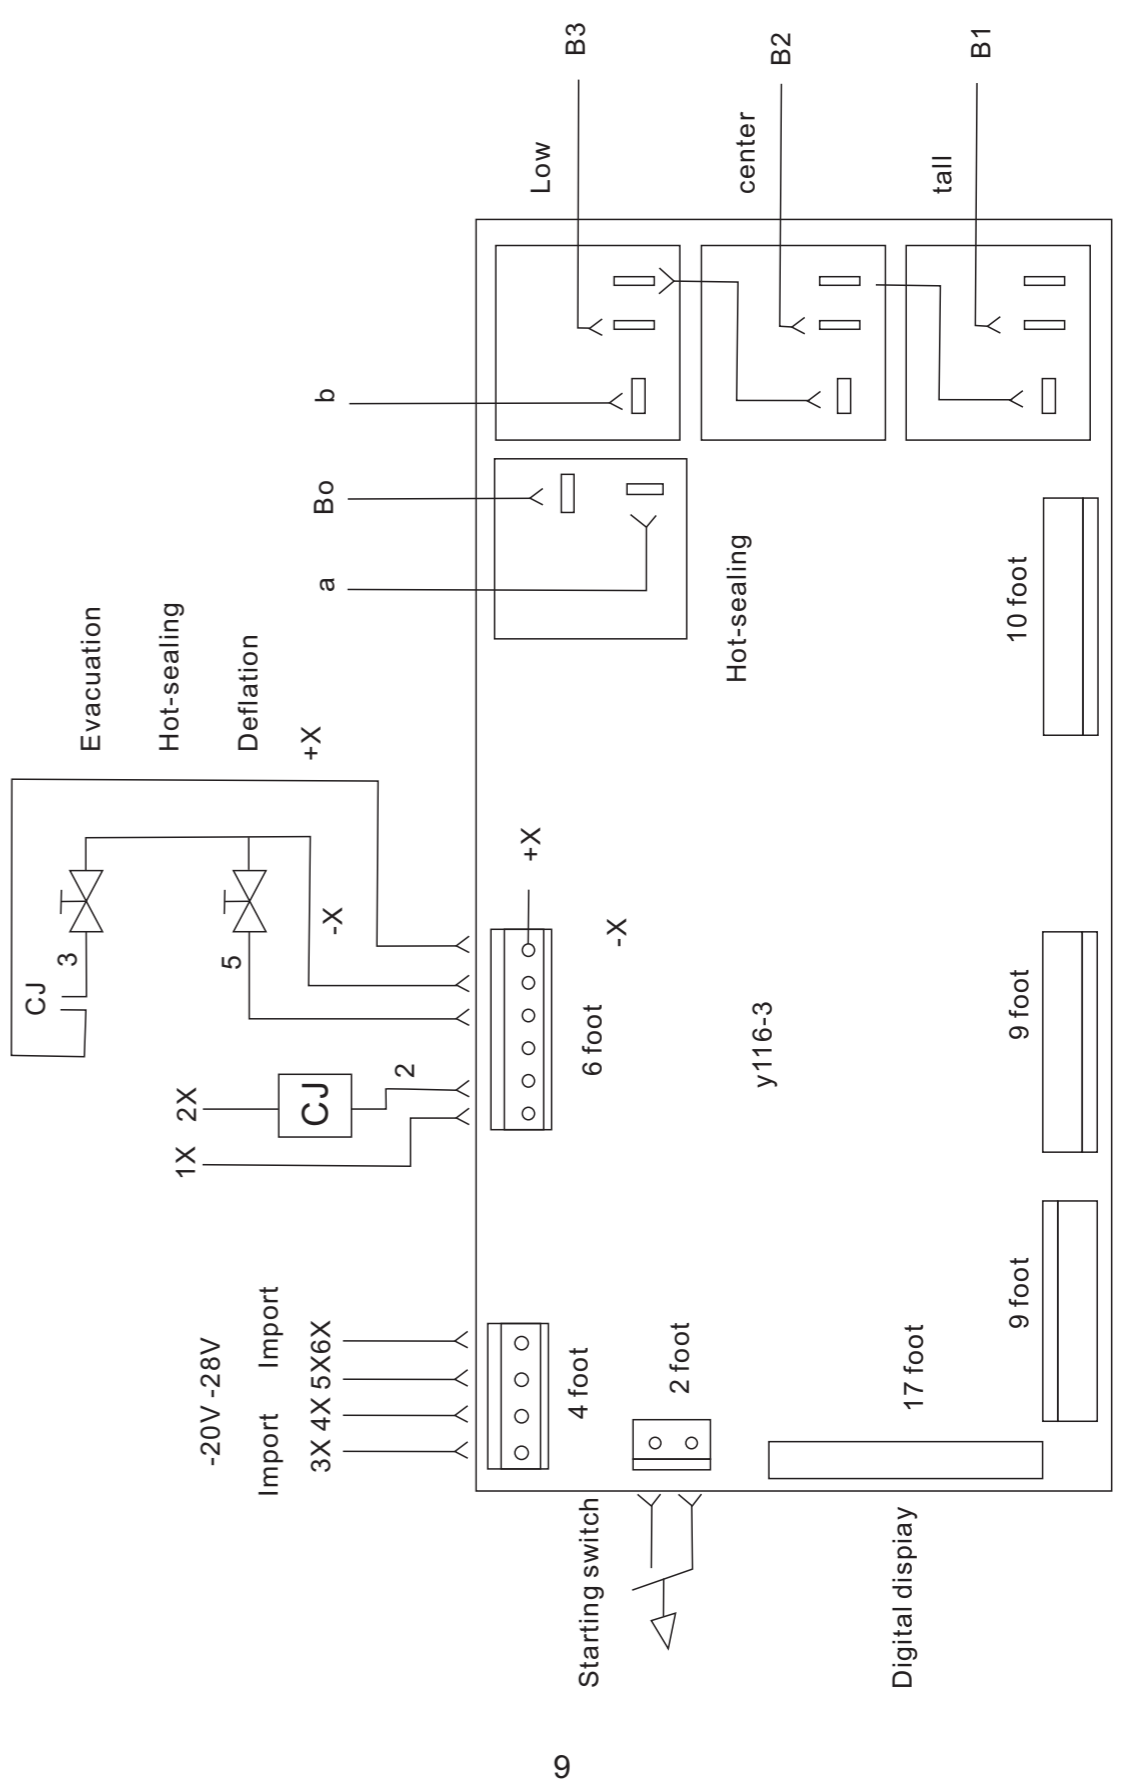 B3
B2
B1
Low
center
tall
b
Bo
a
Evacuation
Hot-sealing
Deflation
+X
Hot-sealing
10 foot
+X
-X
-X
CJ
3
5
6 foot
y116-3
9 foot
2X
CJ
2
1X
-20V -28V
Import
Import
3X 4X 5X6X
4 foot
2 foot
17 foot
9 foot
Starting switch
Digital dispiay
9